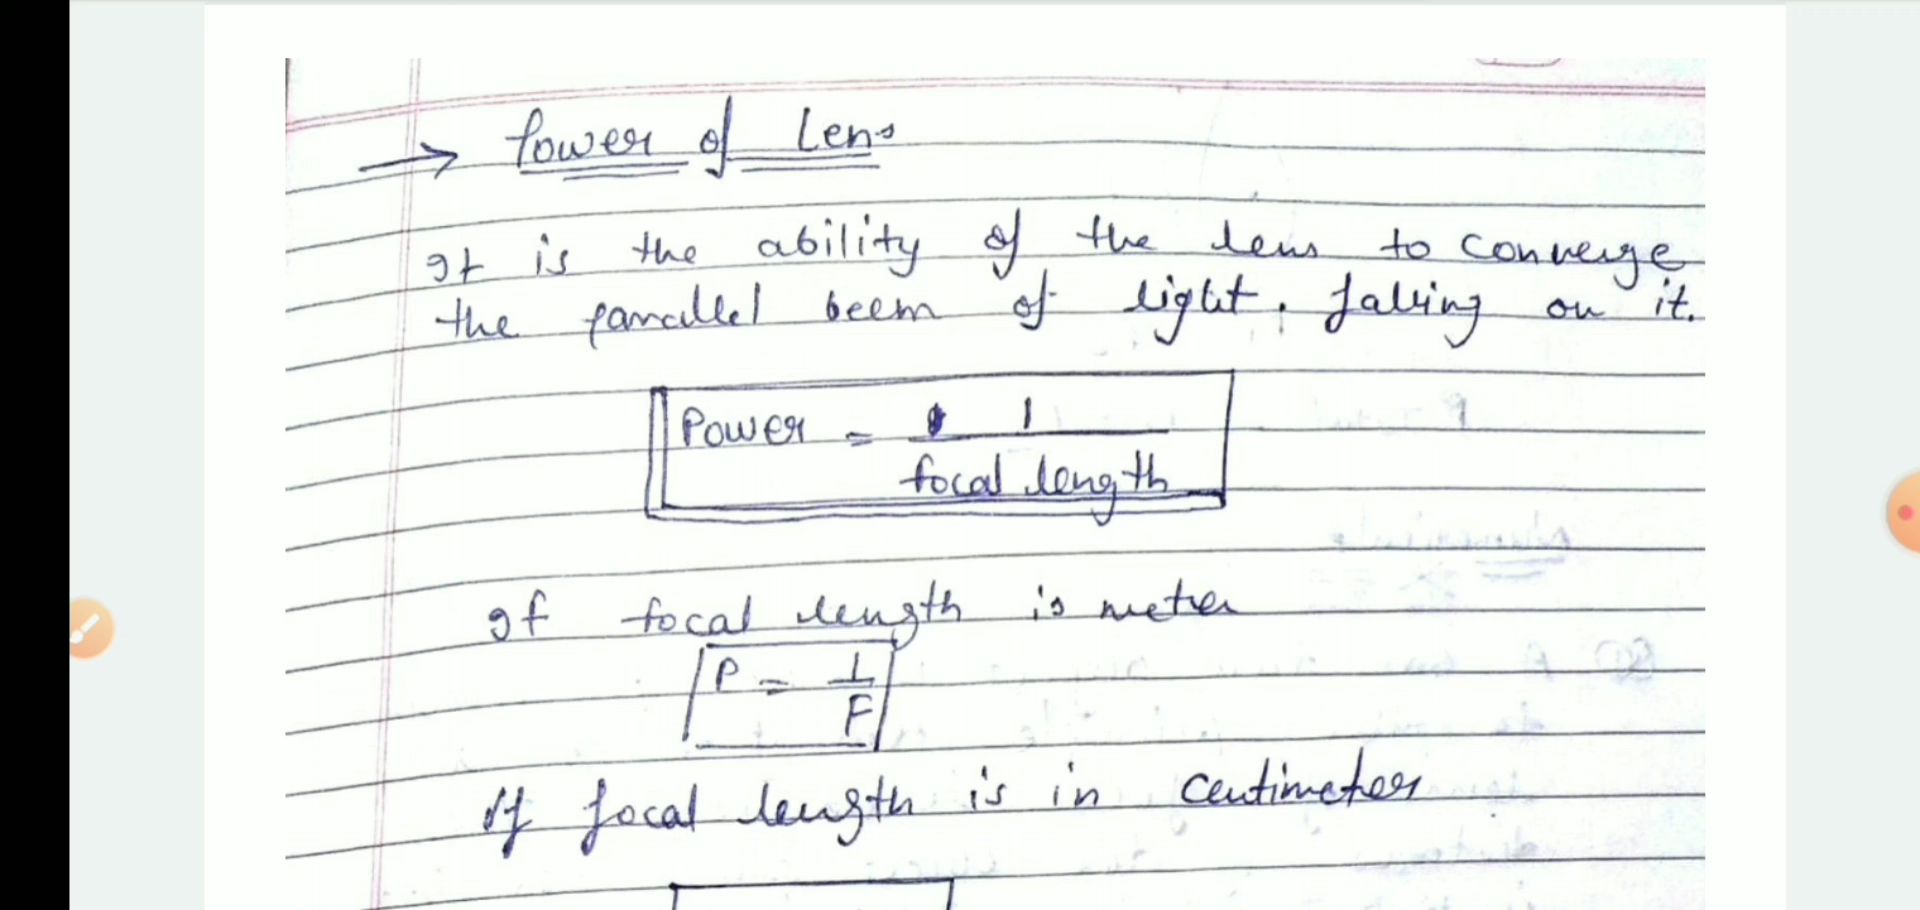 → Power of Lens
It is the ability of the lens to converge
the parallel beem of light. falling on it.
Power = 1
focal length
If focal length is meter
P = 1
F
If focal length is in centimeter